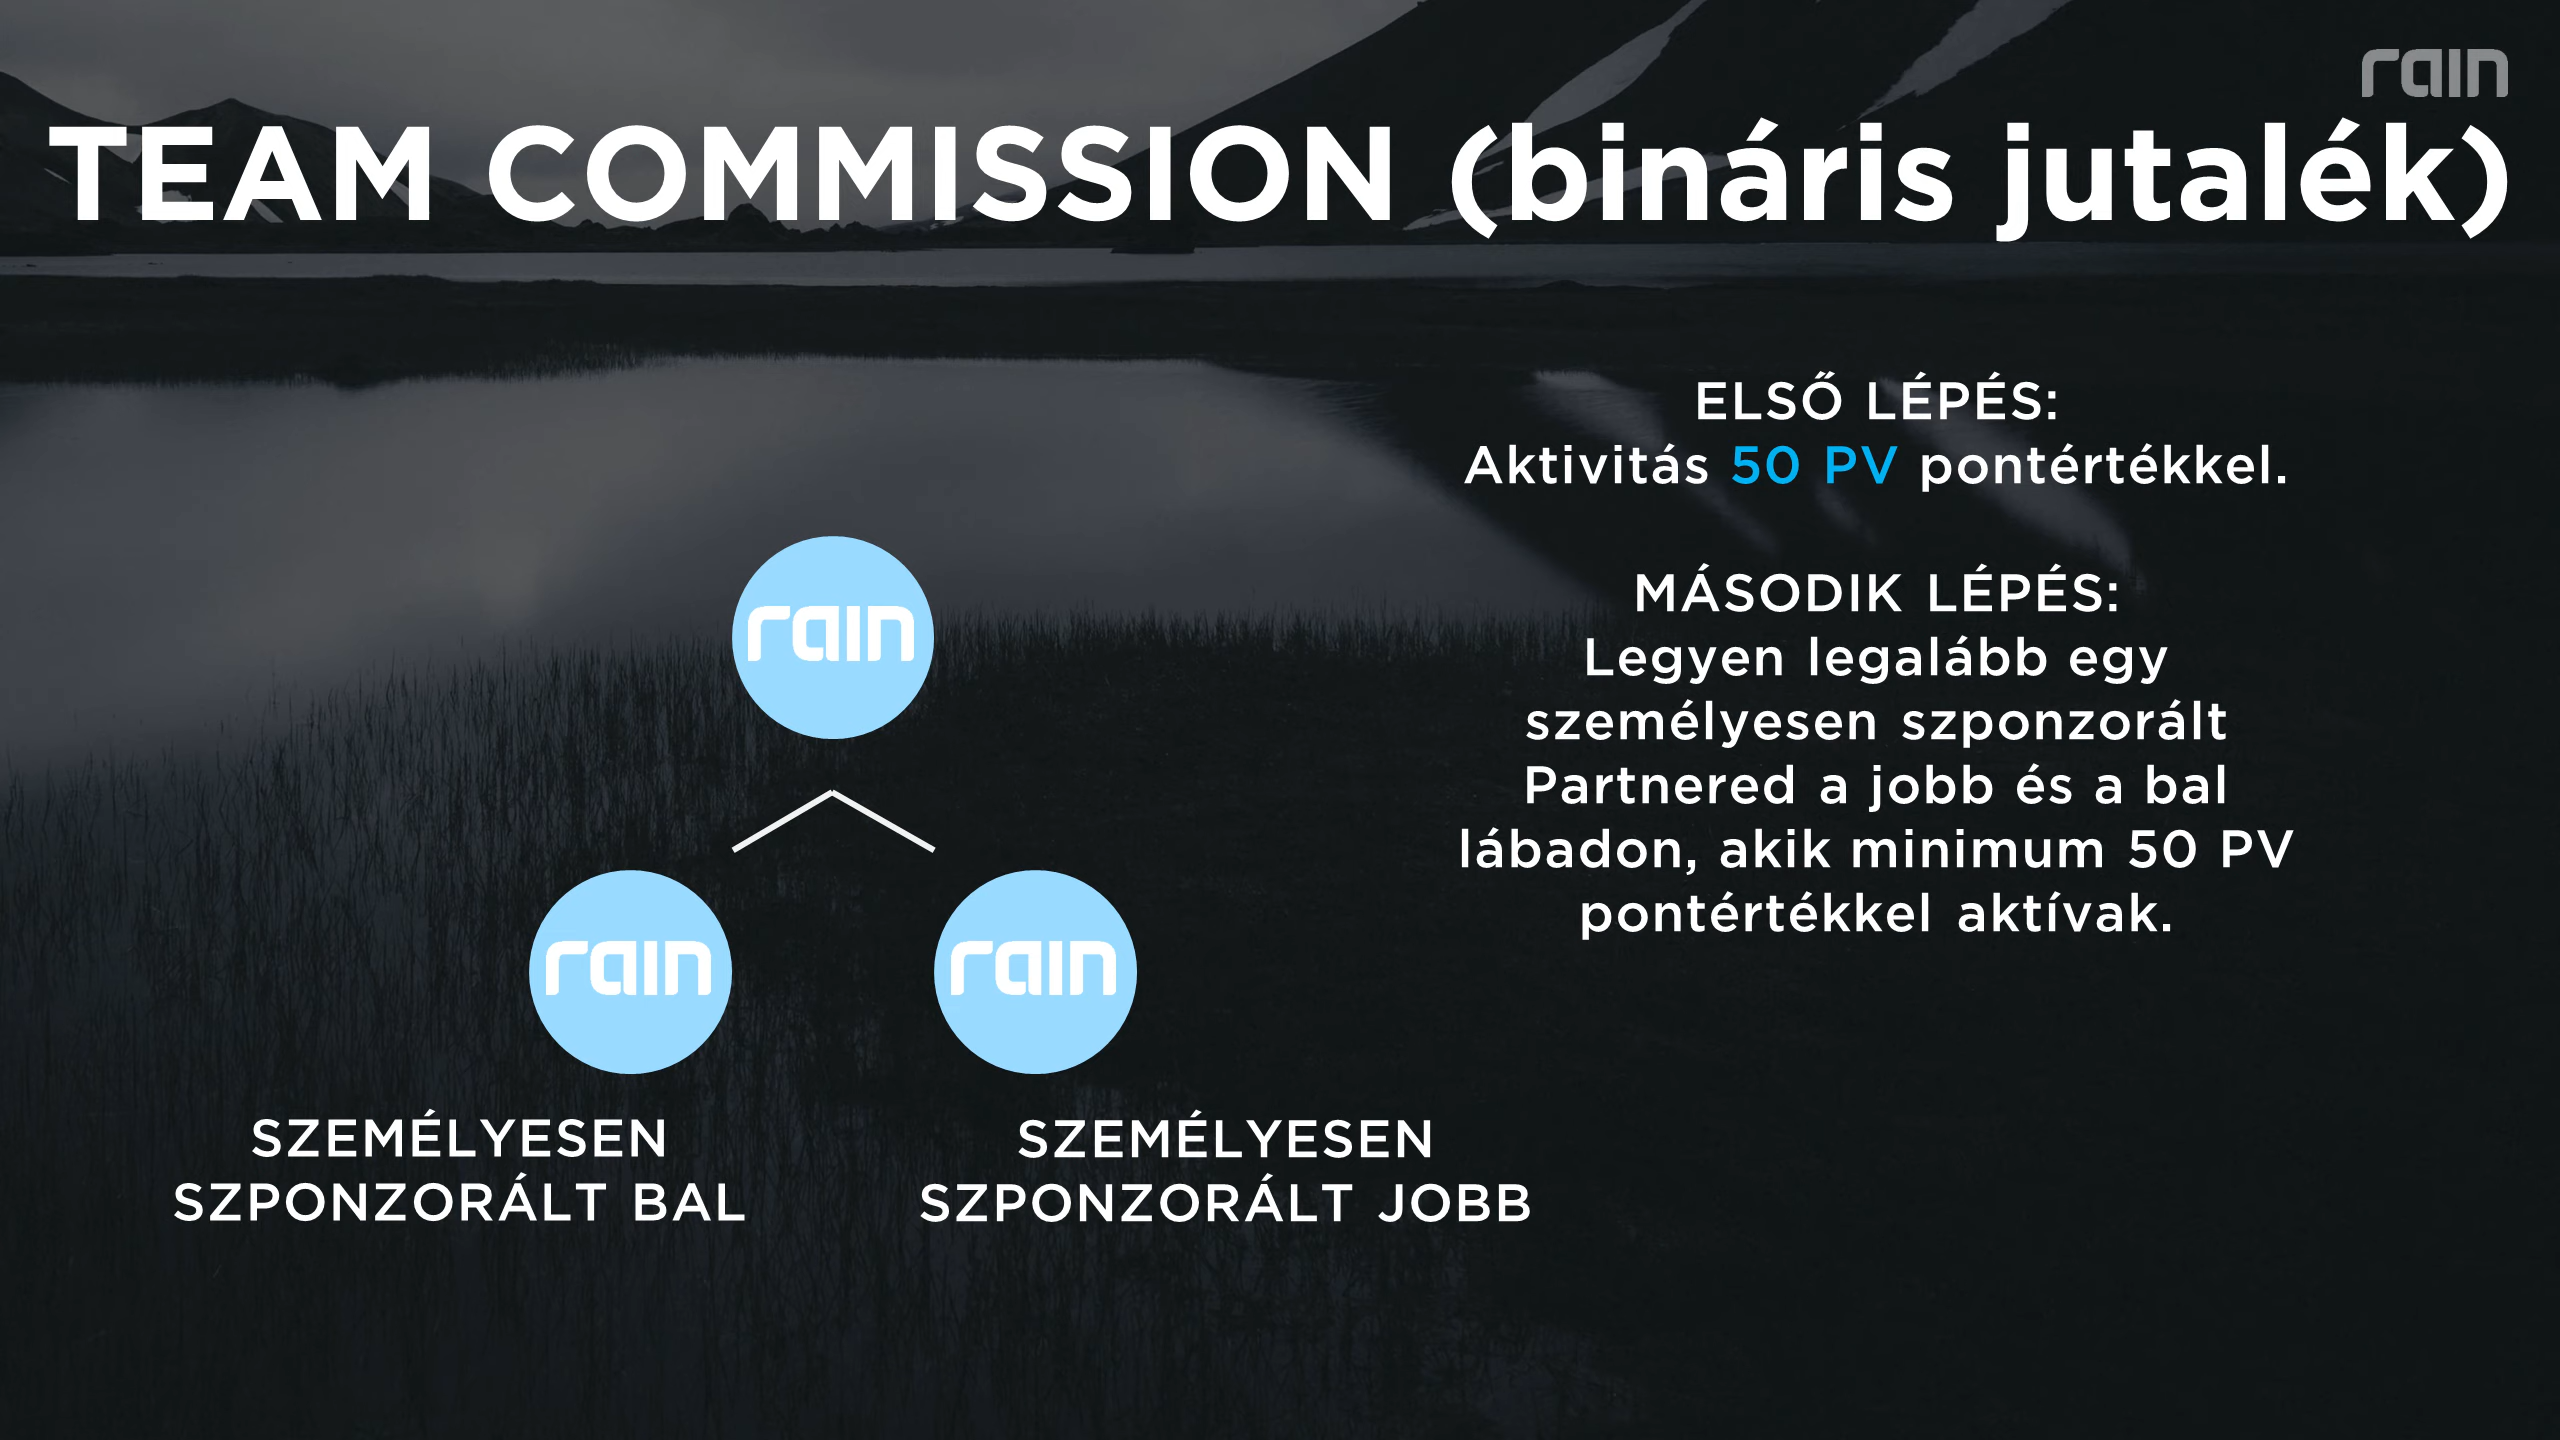 rain
TEAM COMMISSION (bináris jutalék)
ELSŐ LÉPÉS:
Aktivitás 50 PV pontértékkel.
MÁSODIK LÉPÉS:
Legyen legalább egy
személyesen szponzorált
Partnered a jobb és a bal
lábadon, akik minimum 50 PV
pontértékkel aktívak.
rain
rain
rain
SZEMÉLYESEN
SZPONZORÁLT BAL
SZEMÉLYESEN
SZPONZORÁLT JOBB